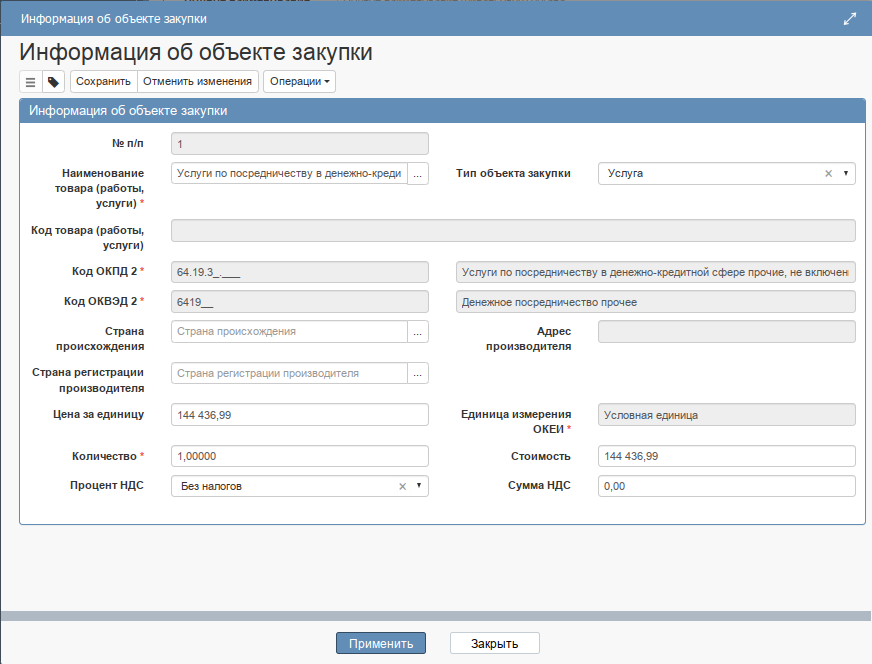 Информация об объекте закупки
Информация об объекте закупки
Сохранить Отменить изменения Операции
Информация об объекте закупки
№ п/п 1
Наименование товара (работы, услуги) * Услуги по посредничеству в денежно-креди ... Тип объекта закупки Услуга × ▾
Код товара (работы, услуги)
Код ОКПД 2 * 64.19.3_.___ Услуги по посредничеству в денежно-кредитной сфере прочие, не включені
Код ОКВЭД 2 * 6419__ Денежное посредничество прочее
Страна происхождения Страна происхождения ... Адрес производителя
Страна регистрации производителя Страна регистрации производителя ...
Цена за единицу 144 436,99 Единица измерения ОКЕИ * Условная единица
Количество * 1,00000 Стоимость 144 436,99
Процент НДС Без налогов × ▾ Сумма НДС 0,00
Применить Закрыть